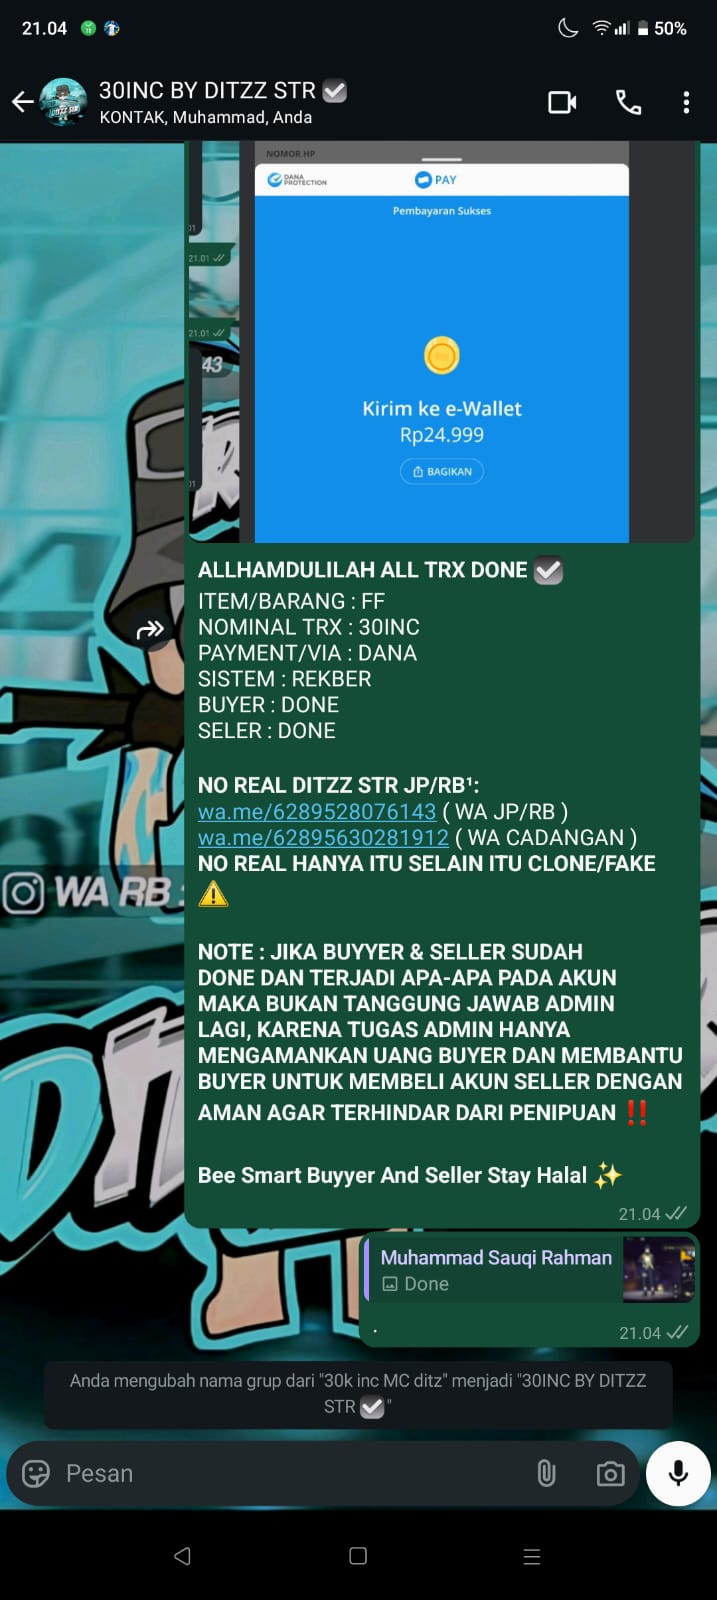 21.04
50%
30INC BY DITZZ STR ☑
KONTAK, Muhammad, Anda
NOMOR HP
DANA PROTECTION
PAY
Pembayaran Sukses
21.01
21.01
43
Kirim ke e-Wallet
Rp24.999
BAGIKAN
ALLHAMDULILAH ALL TRX DONE ☑
ITEM/BARANG : FF
NOMINAL TRX : 30INC
PAYMENT/VIA : DANA
SISTEM : REKBER
BUYER : DONE
SELER : DONE
NO REAL DITZZ STR JP/RB¹:
wa.me/6289528076143 ( WA JP/RB )
wa.me/62895630281912 ( WA CADANGAN )
NO REAL HANYA ITU SELAIN ITU CLONE/FAKE
⚠️
WA RB :
NOTE : JIKA BUYYER & SELLER SUDAH
DONE DAN TERJADI APA-APA PADA AKUN
MAKA BUKAN TANGGUNG JAWAB ADMIN
LAGI, KARENA TUGAS ADMIN HANYA
MENGAMANKAN UANG BUYER DAN MEMBANTU
BUYER UNTUK MEMBELI AKUN SELLER DENGAN
AMAN AGAR TERHINDAR DARI PENIPUAN ‼️
Bee Smart Buyyer And Seller Stay Halal ✨
21.04
Muhammad Sauqi Rahman
Done
.
21.04
Anda mengubah nama grup dari "30k inc MC ditz" menjadi "30INC BY DITZZ
STR ☑"
Pesan